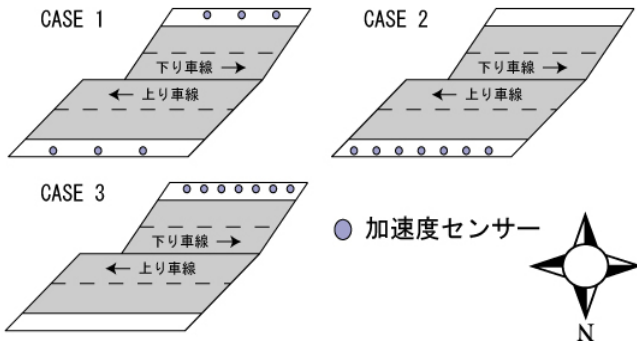 CASE 1
下り車線 →
← 上り車線
CASE 2
下り車線 →
← 上り車線
CASE 3
下り車線 →
← 上り車線
加速度センサー
N